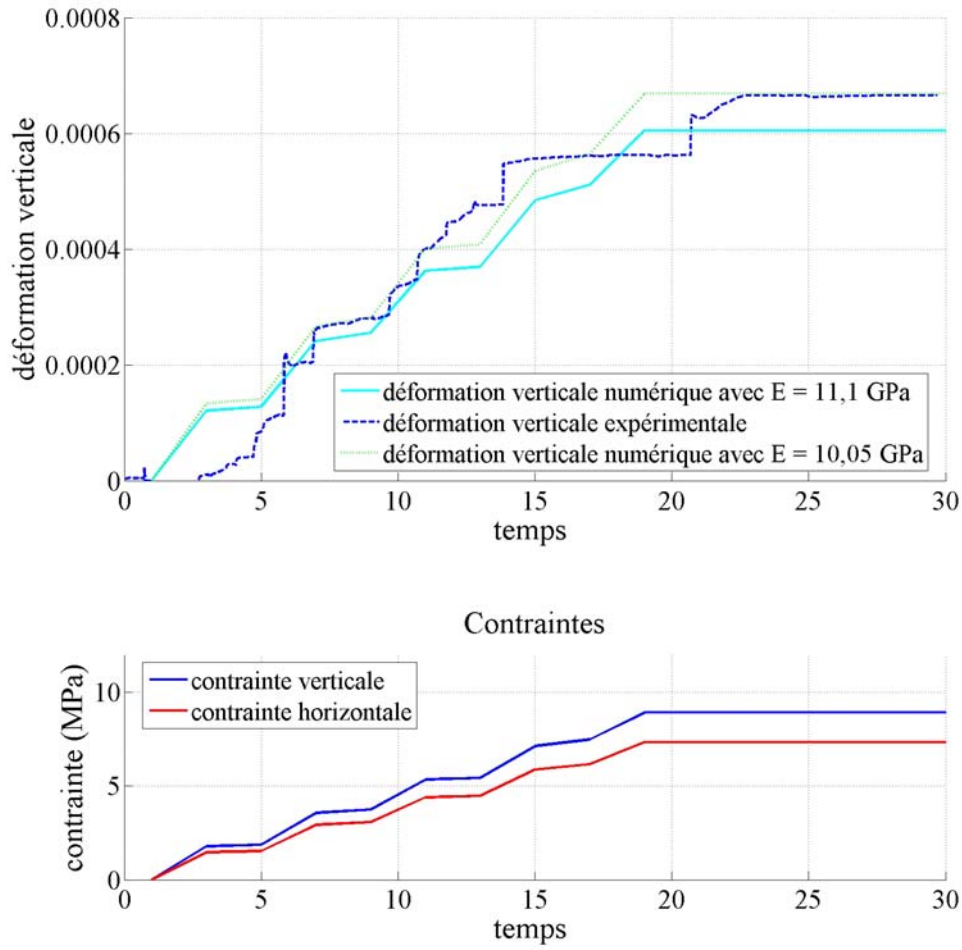 0.0008
0.0006
0.0004
0.0002
0
déformation verticale
déformation verticale numérique avec E = 11,1 GPa
déformation verticale expérimentale
déformation verticale numérique avec E = 10,05 GPa
0 5 10 15 20 25 30
temps
Contraintes
10
5
0
contrainte (MPa)
contrainte verticale
contrainte horizontale
0 5 10 15 20 25 30
temps